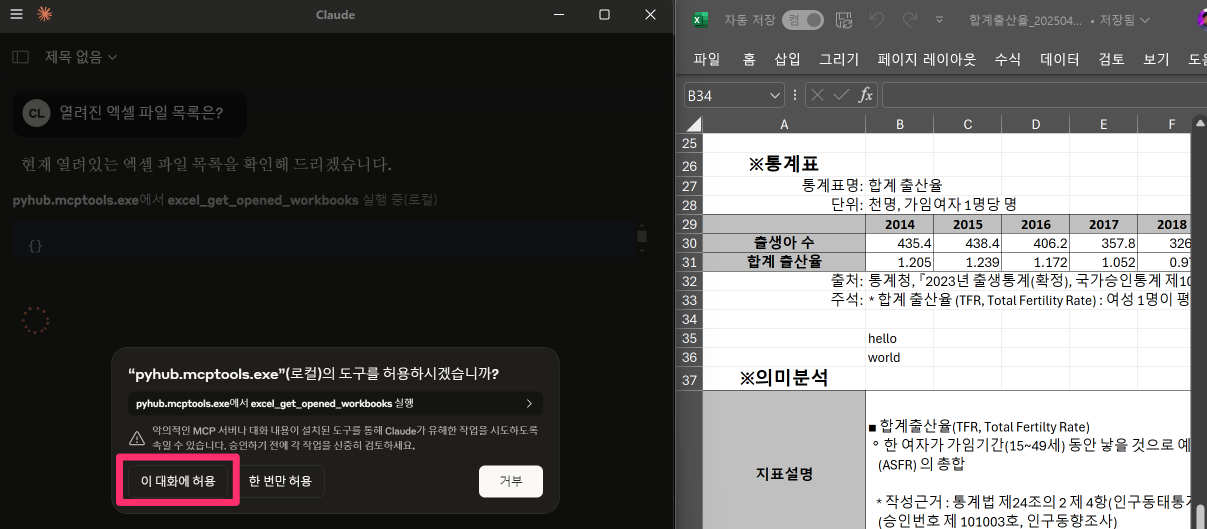 Claude
제목 없음
CL 열려진 엑셀 파일 목록은?
현재 열려있는 엑셀 파일 목록을 확인해 드리겠습니다.
pyhub.mcptools.exe에서 excel_get_opened_workbooks 실행 중(로컬)
{}
“pyhub.mcptools.exe”(로컬)의 도구를 허용하시겠습니까?
pyhub.mcptools.exe에서 excel_get_opened_workbooks 실행
악의적인 MCP 서버나 대화 내용이 설치된 도구를 통해 Claude가 유해한 작업을 시도하도록
속일 수 있습니다. 승인하기 전에 각 작업을 신중히 검토하세요.
이 대화에 허용 한 번만 허용 거부
자동 저장 컴 합계출산율_202504... • 저장됨
파일 홈 삽입 그리기 페이지 레이아웃 수식 데이터 검토 보기
B34 fx
A B C D E F
25
26 ※통계표
27 통계표명: 합계 출산율
28 단위: 천명, 가임여자 1명당 명
29 2014 2015 2016 2017 2018
30 출생아 수 435.4 438.4 406.2 357.8 326
31 합계 출산율 1.205 1.239 1.172 1.052 0.9
32 출처: 통계청, 『2023년 출생통계(확정), 국가승인통계 제10
33 주석: * 합계 출산율 (TFR, Total Fertility Rate) : 여성 1명이 평
34
35 hello
36 world
37 ※의미분석
지표설명
■ 합계출산율(TFR, Total Fertilty Rate)
° 한 여자가 가임기간(15~49세) 동안 낳을 것으로 예
(ASFR) 의 총합
* 작성근거 : 통계법 제24조의 2 제 4항(인구동태통
(승인번호 제 101003호, 인구동향조사)